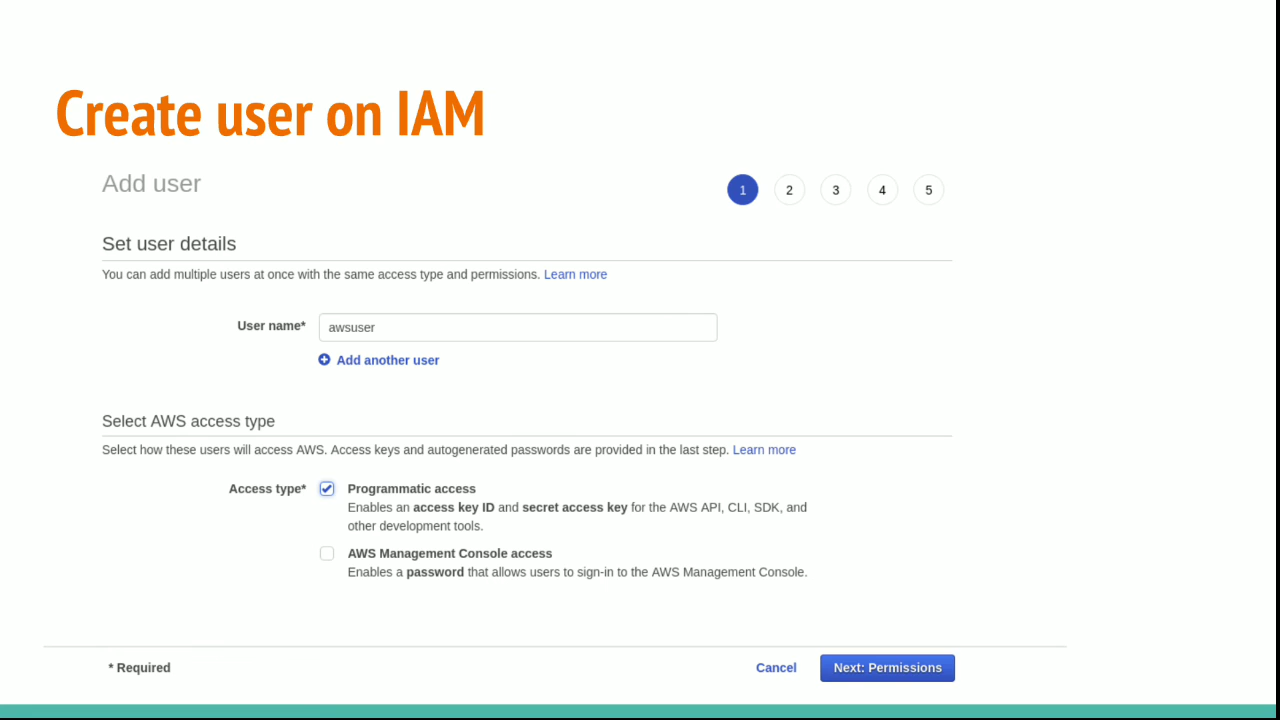 Create user on IAM
Add user
1 2 3 4 5
Set user details
You can add multiple users at once with the same access type and permissions. Learn more
User name* awsuser
Add another user
Select AWS access type
Select how these users will access AWS. Access keys and autogenerated passwords are provided in the last step. Learn more
Access type* Programmatic access
Enables an access key ID and secret access key for the AWS API, CLI, SDK, and
other development tools.
AWS Management Console access
Enables a password that allows users to sign-in to the AWS Management Console.
* Required Cancel Next: Permissions